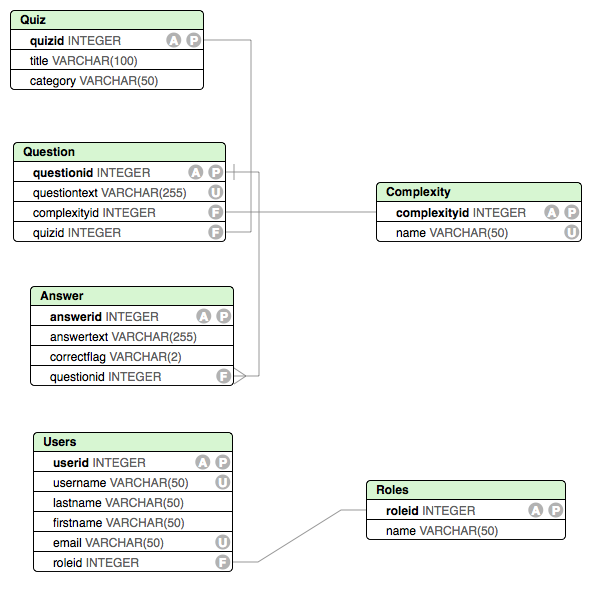 Quiz
quizid INTEGER A P
title VARCHAR(100)
category VARCHAR(50)
Question
questionid INTEGER A P
questiontext VARCHAR(255) U
complexityid INTEGER F
quizid INTEGER F
Complexity
complexityid INTEGER A P
name VARCHAR(50) U
Answer
answerid INTEGER A P
answertext VARCHAR(255)
correctflag VARCHAR(2)
questionid INTEGER F
Users
userid INTEGER A P
username VARCHAR(50) U
lastname VARCHAR(50)
firstname VARCHAR(50)
email VARCHAR(50) U
roleid INTEGER F
Roles
roleid INTEGER A P
name VARCHAR(50)